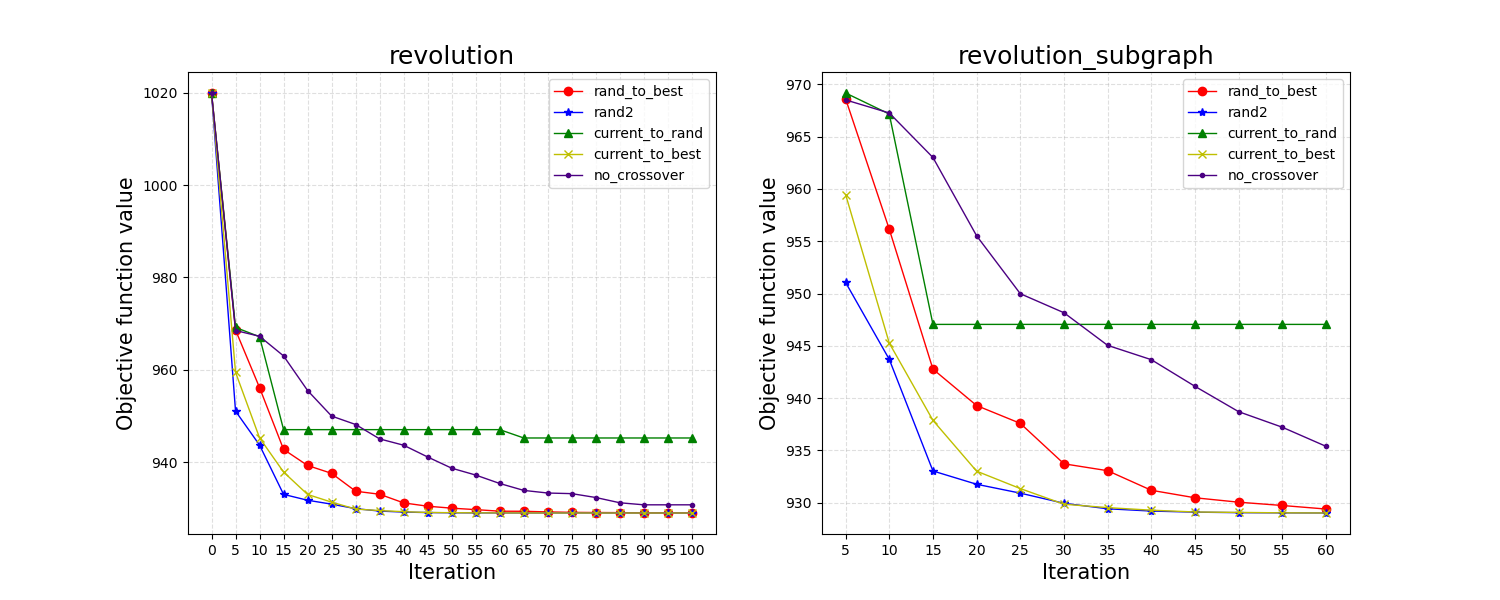 revolution
Objective function value
1020
1000
980
960
940
0 5 10 15 20 25 30 35 40 45 50 55 60 65 70 75 80 85 90 95 100
Iteration
rand_to_best
rand2
current_to_rand
current_to_best
no_crossover
revolution_subgraph
Objective function value
970
965
960
955
950
945
940
935
930
5 10 15 20 25 30 35 40 45 50 55 60
Iteration
rand_to_best
rand2
current_to_rand
current_to_best
no_crossover